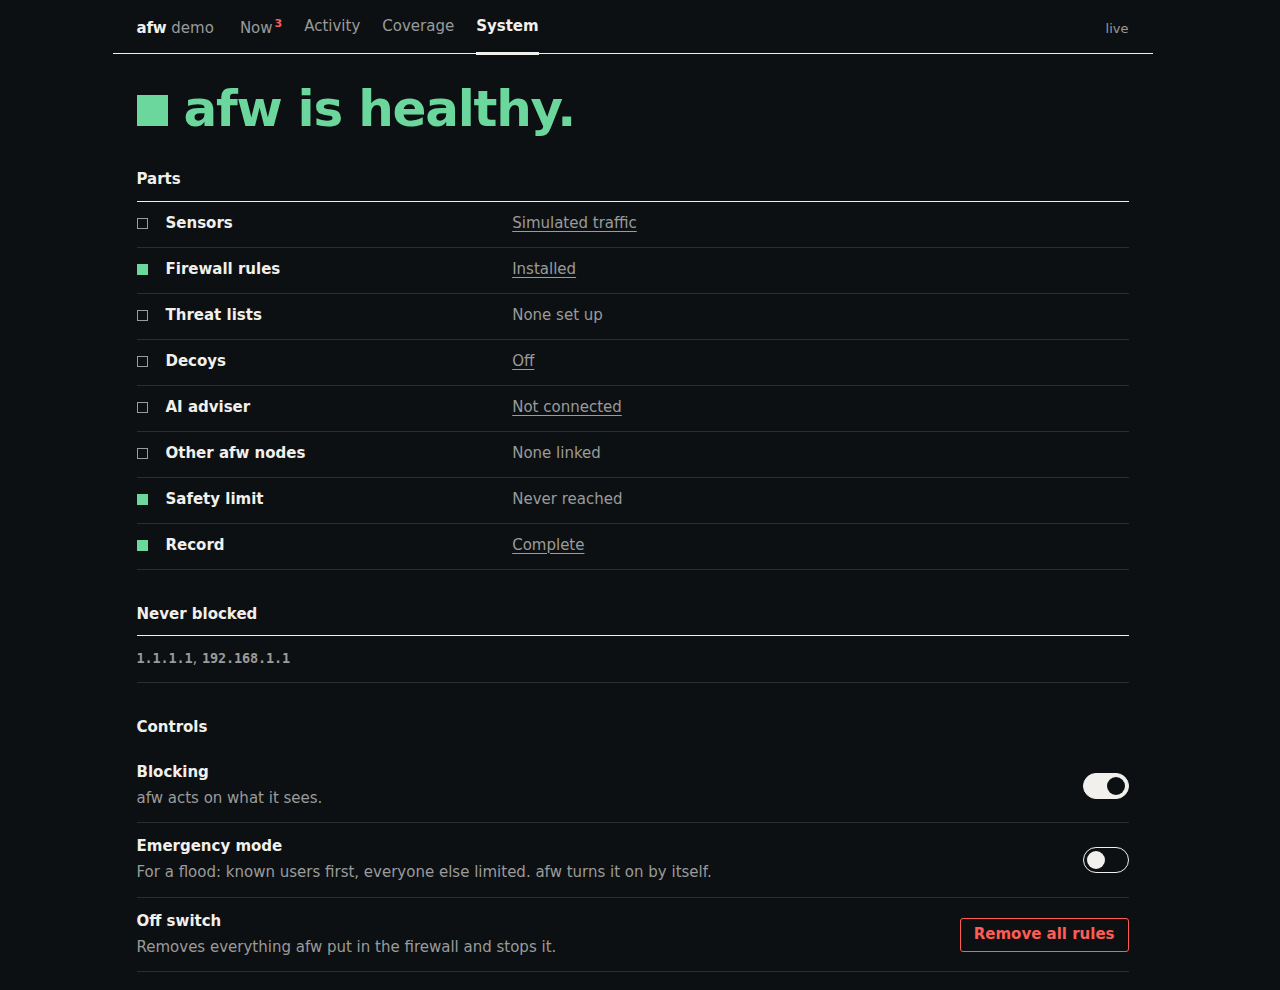 afw demo Now 3 Activity Coverage System live
afw is healthy.
Parts
Sensors Simulated traffic
Firewall rules Installed
Threat lists None set up
Decoys Off
AI adviser Not connected
Other afw nodes None linked
Safety limit Never reached
Record Complete
Never blocked
1.1.1.1, 192.168.1.1
Controls
Blocking
afw acts on what it sees.
Emergency mode
For a flood: known users first, everyone else limited. afw turns it on by itself.
Off switch
Removes everything afw put in the firewall and stops it.
Remove all rules